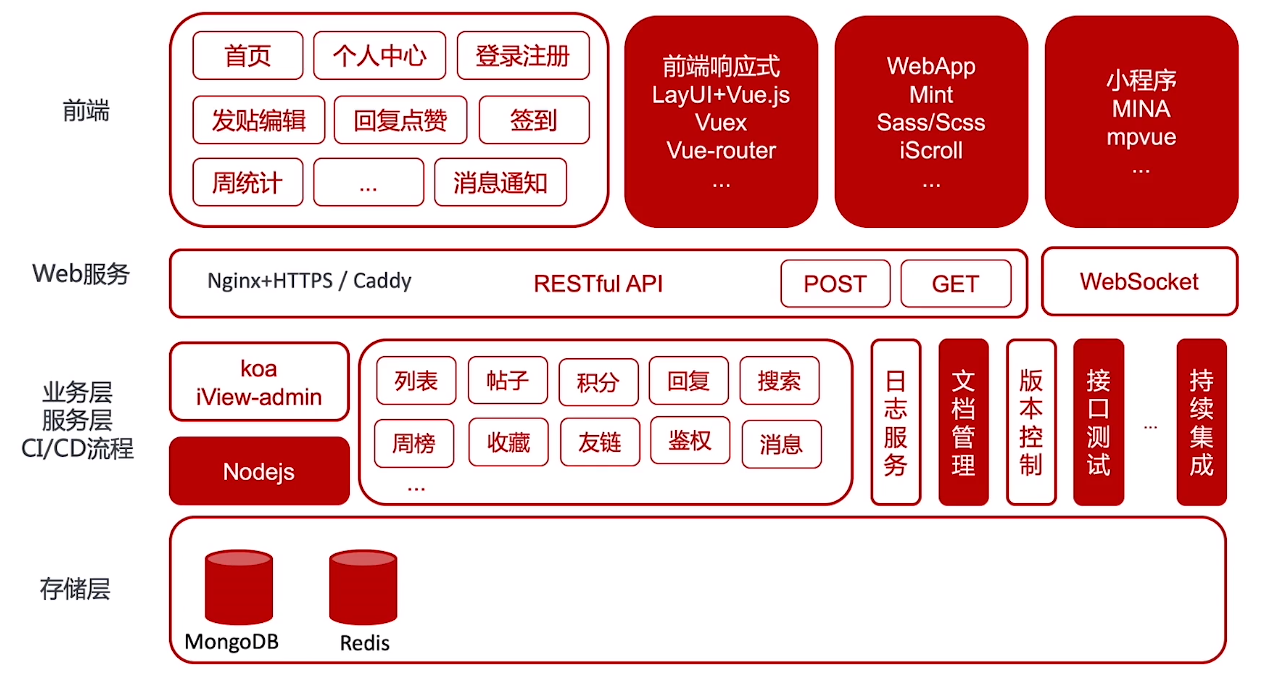 前端
首页
个人中心
登录注册
发贴编辑
回复点赞
签到
周统计
...
消息通知
前端响应式
LayUI+Vue.js
Vuex
Vue-router
...
WebApp
Mint
Sass/Scss
iScroll
...
小程序
MINA
mpvue
...
Web服务
Nginx+HTTPS / Caddy
RESTful API
POST
GET
WebSocket
业务层
服务层
CI/CD流程
koa
iView-admin
Nodejs
列表
帖子
积分
回复
搜索
周榜
收藏
友链
鉴权
消息
...
日志服务
文档管理
版本控制
接口测试
...
持续集成
存储层
MongoDB
Redis